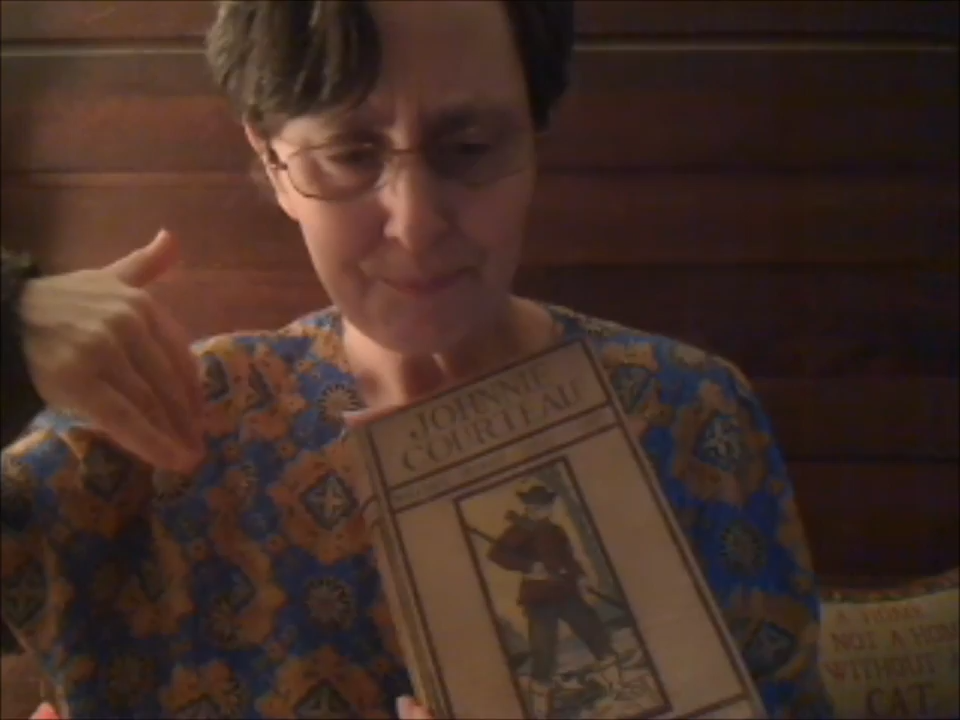 JOHNNIE
COURTEAU
A HOME
NOT A HOME
WITHOUT A
CAT